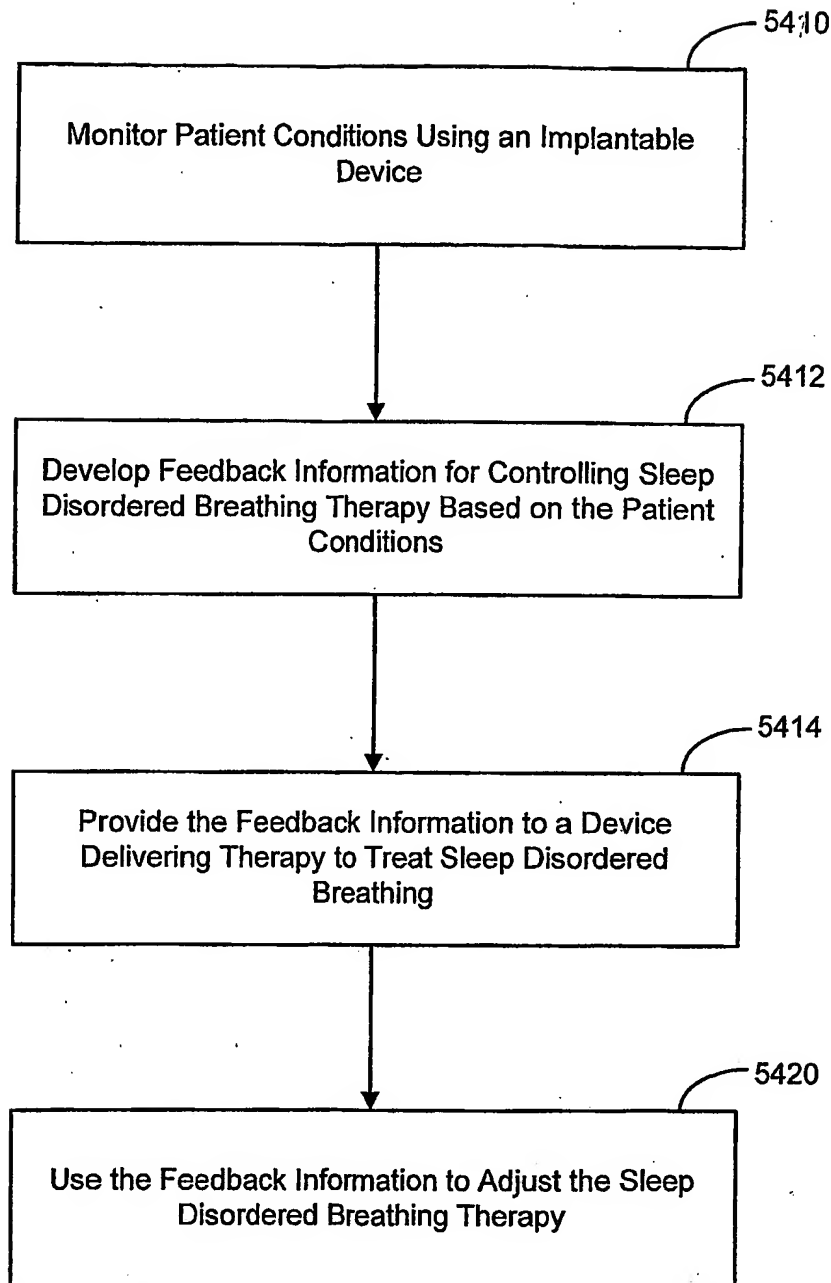 5410
Monitor Patient Conditions Using an Implantable
Device
5412
Develop Feedback Information for Controlling Sleep
Disordered Breathing Therapy Based on the Patient
Conditions
5414
Provide the Feedback Information to a Device
Delivering Therapy to Treat Sleep Disordered
Breathing
5420
Use the Feedback Information to Adjust the Sleep
Disordered Breathing Therapy